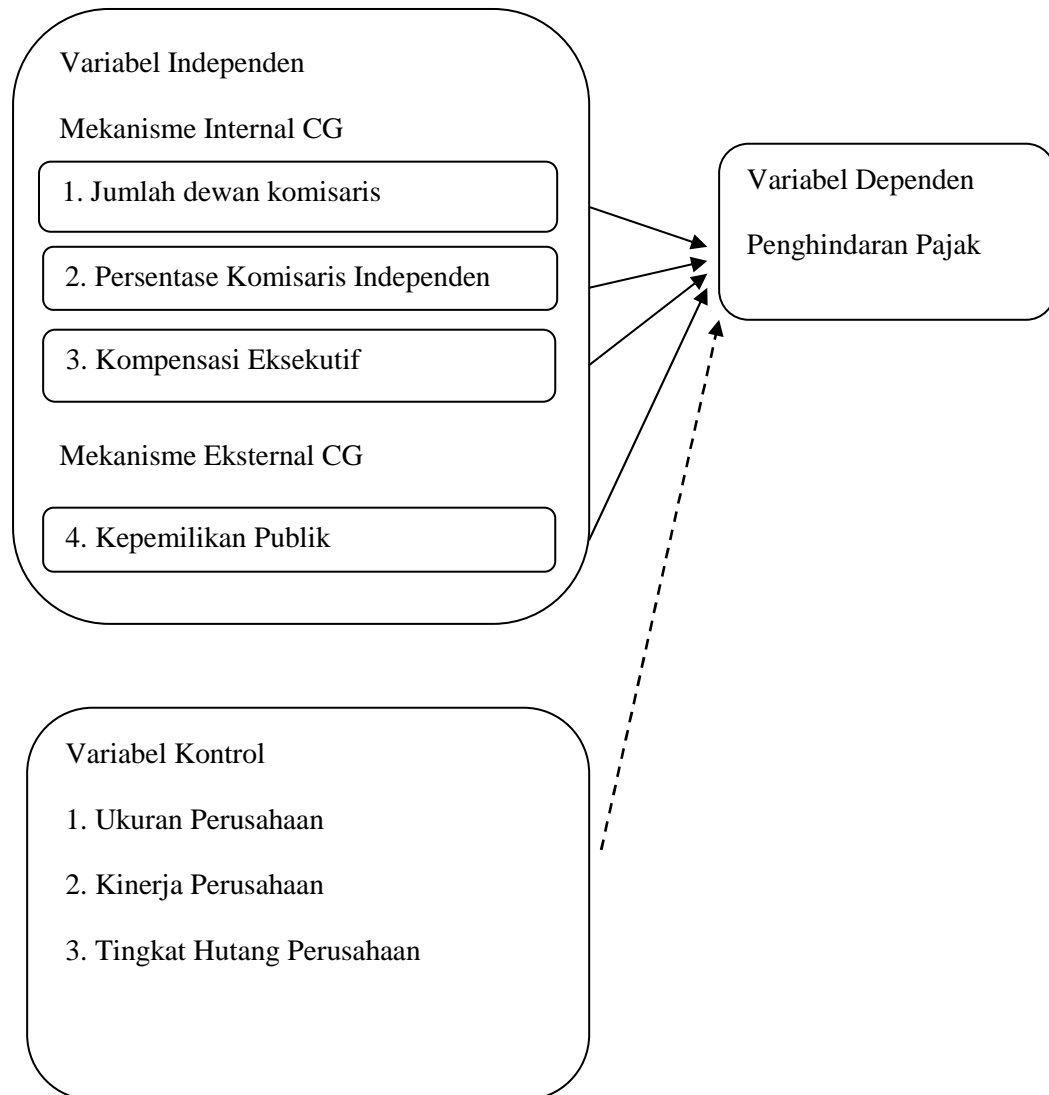 Variabel Independen
Mekanisme Internal CG
1. Jumlah dewan komisaris
2. Persentase Komisaris Independen
3. Kompensasi Eksekutif
Mekanisme Eksternal CG
4. Kepemilikan Publik
Variabel Dependen
Penghindaran Pajak
Variabel Kontrol
1. Ukuran Perusahaan
2. Kinerja Perusahaan
3. Tingkat Hutang Perusahaan